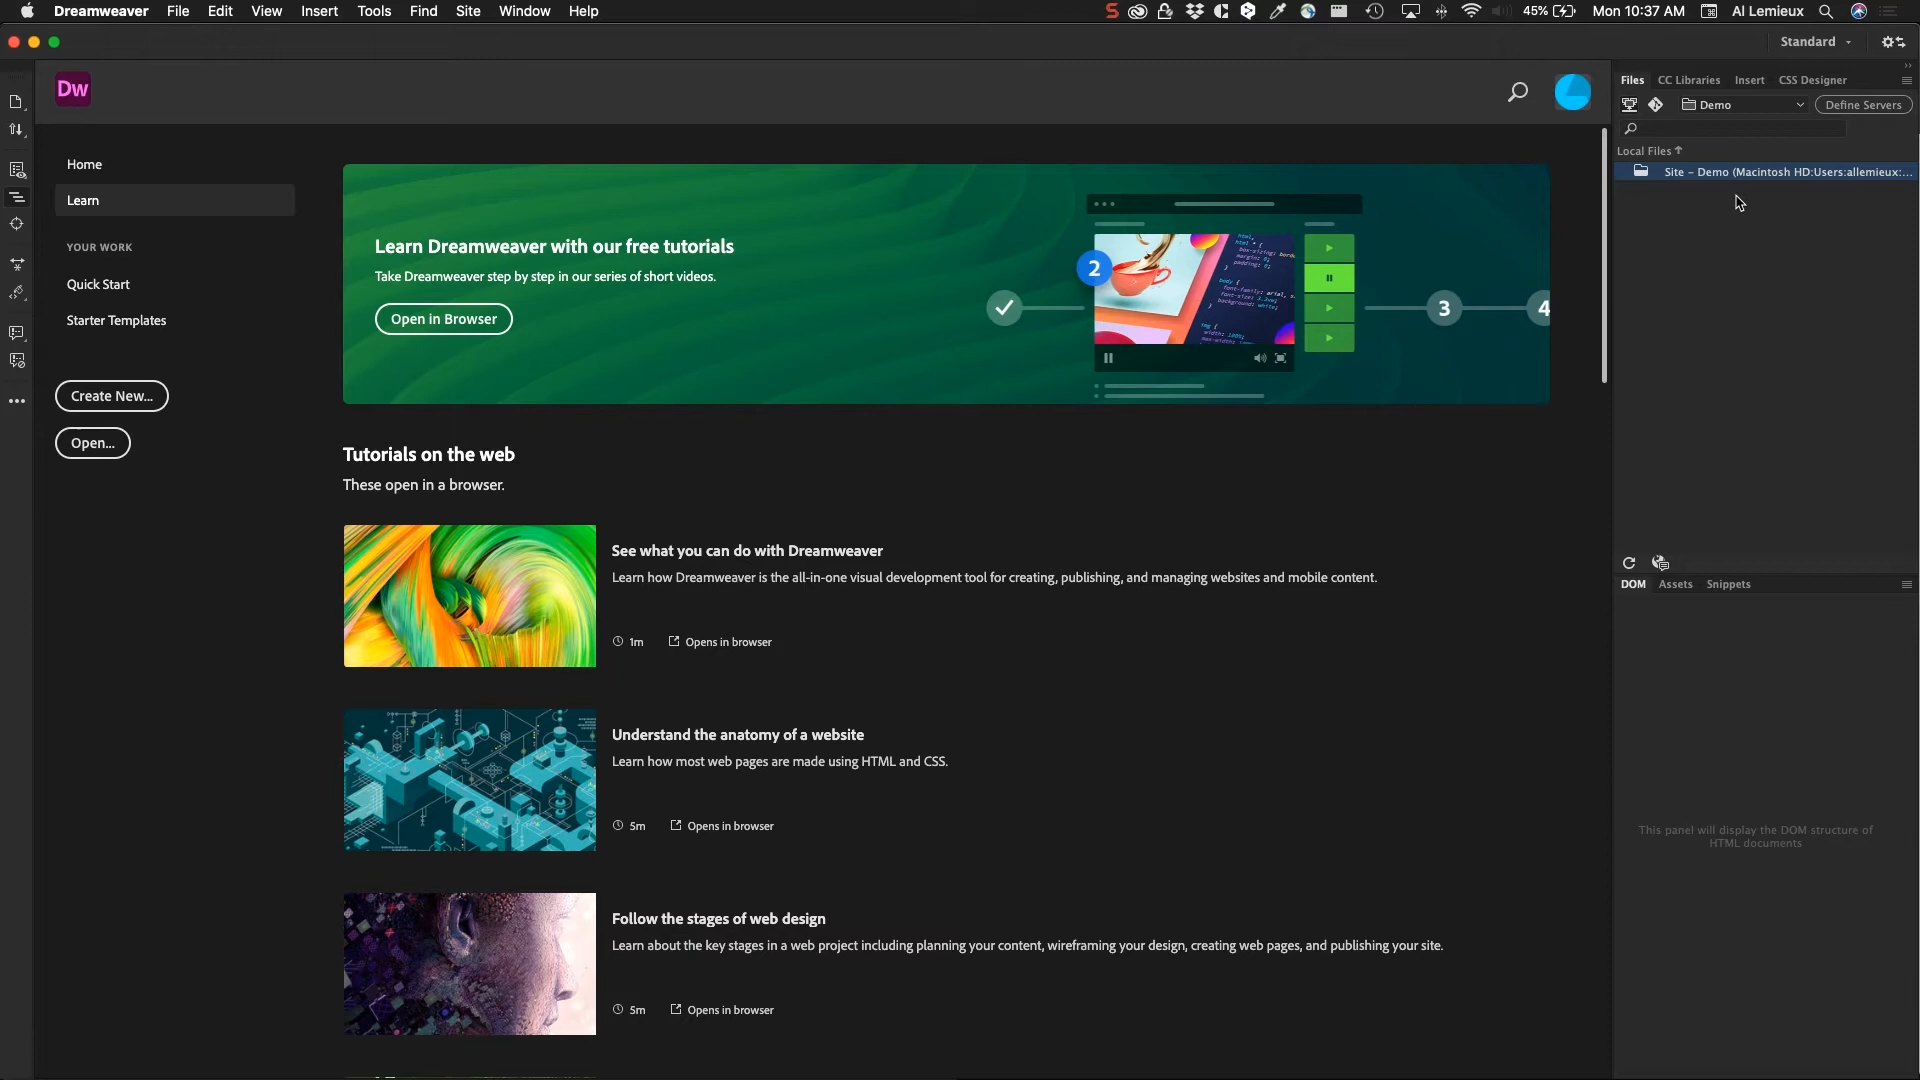 Dreamweaver File Edit View Insert Tools Find Site Window Help
45% Mon 10:37 AM Al Lemieux
Standard
Dw
Files CC Libraries Insert CSS Designer
Demo
Define Servers
Local Files
Site – Demo (Macintosh HD:Users:allemieux:...
Home
Learn
YOUR WORK
Quick Start
Starter Templates
Create New...
Open...
Learn Dreamweaver with our free tutorials
Take Dreamweaver step by step in our series of short videos.
Open in Browser
2
3
4
Tutorials on the web
These open in a browser.
See what you can do with Dreamweaver
Learn how Dreamweaver is the all-in-one visual development tool for creating, publishing, and managing websites and mobile content.
1m Opens in browser
Understand the anatomy of a website
Learn how most web pages are made using HTML and CSS.
5m Opens in browser
Follow the stages of web design
Learn about the key stages in a web project including planning your content, wireframing your design, creating web pages, and publishing your site.
5m Opens in browser
DOM Assets Snippets
This panel will display the DOM structure of
HTML documents